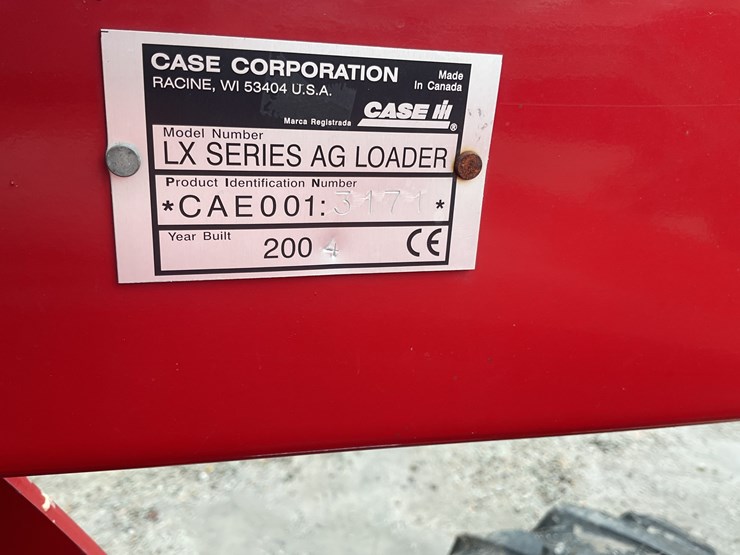 CASE CORPORATION
RACINE, WI 53404 U.S.A.
Made
In Canada
Marca Registrada
CASE IH
®
Model Number
LX SERIES AG LOADER
Product Identification Number
*CAE001:3171*
Year Built
2004 CE